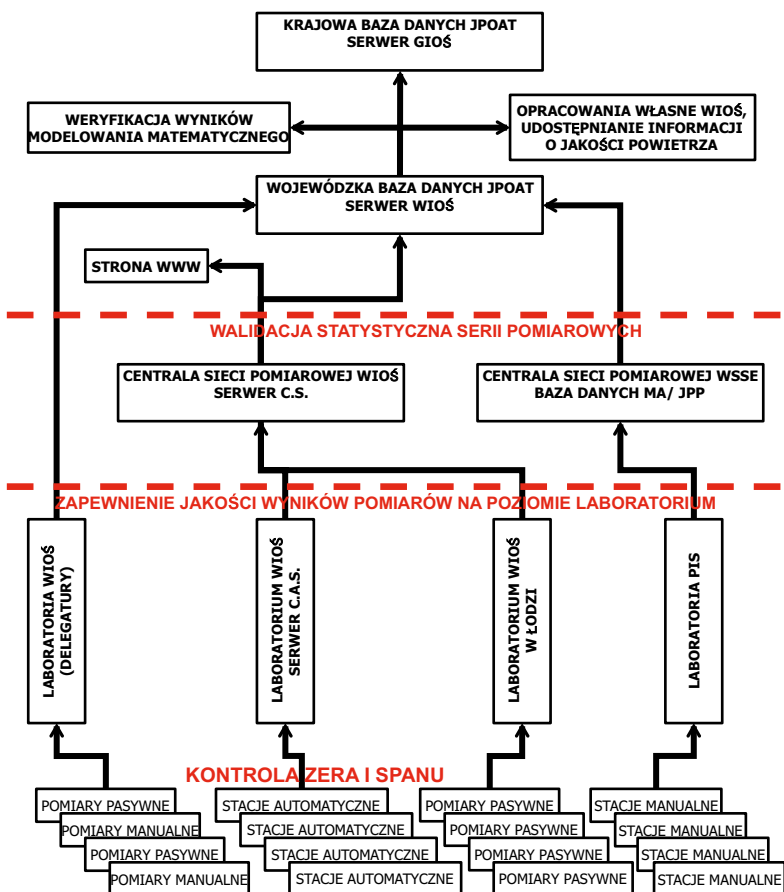 KRAJOWA BAZA DANYCH JPOAT
SERWER GIOŚ
WERYFIKACJA WYNIKÓW
MODELOWANIA MATEMATYCZNEGO
OPRACOWANIA WŁASNE WIOŚ,
UDOSTĘPNIANIE INFORMACJI
O JAKOŚCI POWIETRZA
WOJEWÓDZKA BAZA DANYCH JPOAT
SERWER WIOŚ
STRONA WWW
WALIDACJA STATYSTYCZNA SERII POMIAROWYCH
CENTRALA SIECI POMIAROWEJ WIOŚ
SERWER C.S.
CENTRALA SIECI POMIAROWEJ WSSE
BAZA DANYCH MA/ JPP
ZAPEWNIENIE JAKOŚCI WYNIKÓW POMIARÓW NA POZIOMIE LABORATORIUM
LABORATORIA WIOŚ
(DELEGATURY)
LABORATORIUM WIOŚ
SERWER C.A.S.
LABORATORIUM WIOŚ
W ŁODZI
LABORATORIA PIS
KONTROLA ZERA I SPANU
POMIARY PASYWNE
POMIARY MANUALNE
POMIARY PASYWNE
POMIARY MANUALNE
STACJE AUTOMATYCZNE
STACJE AUTOMATYCZNE
STACJE AUTOMATYCZNE
STACJE AUTOMATYCZNE
POMIARY PASYWNE
POMIARY PASYWNE
POMIARY PASYWNE
POMIARY PASYWNE
STACJE MANUALNE
STACJE MANUALNE
STACJE MANUALNE
STACJE MANUALNE